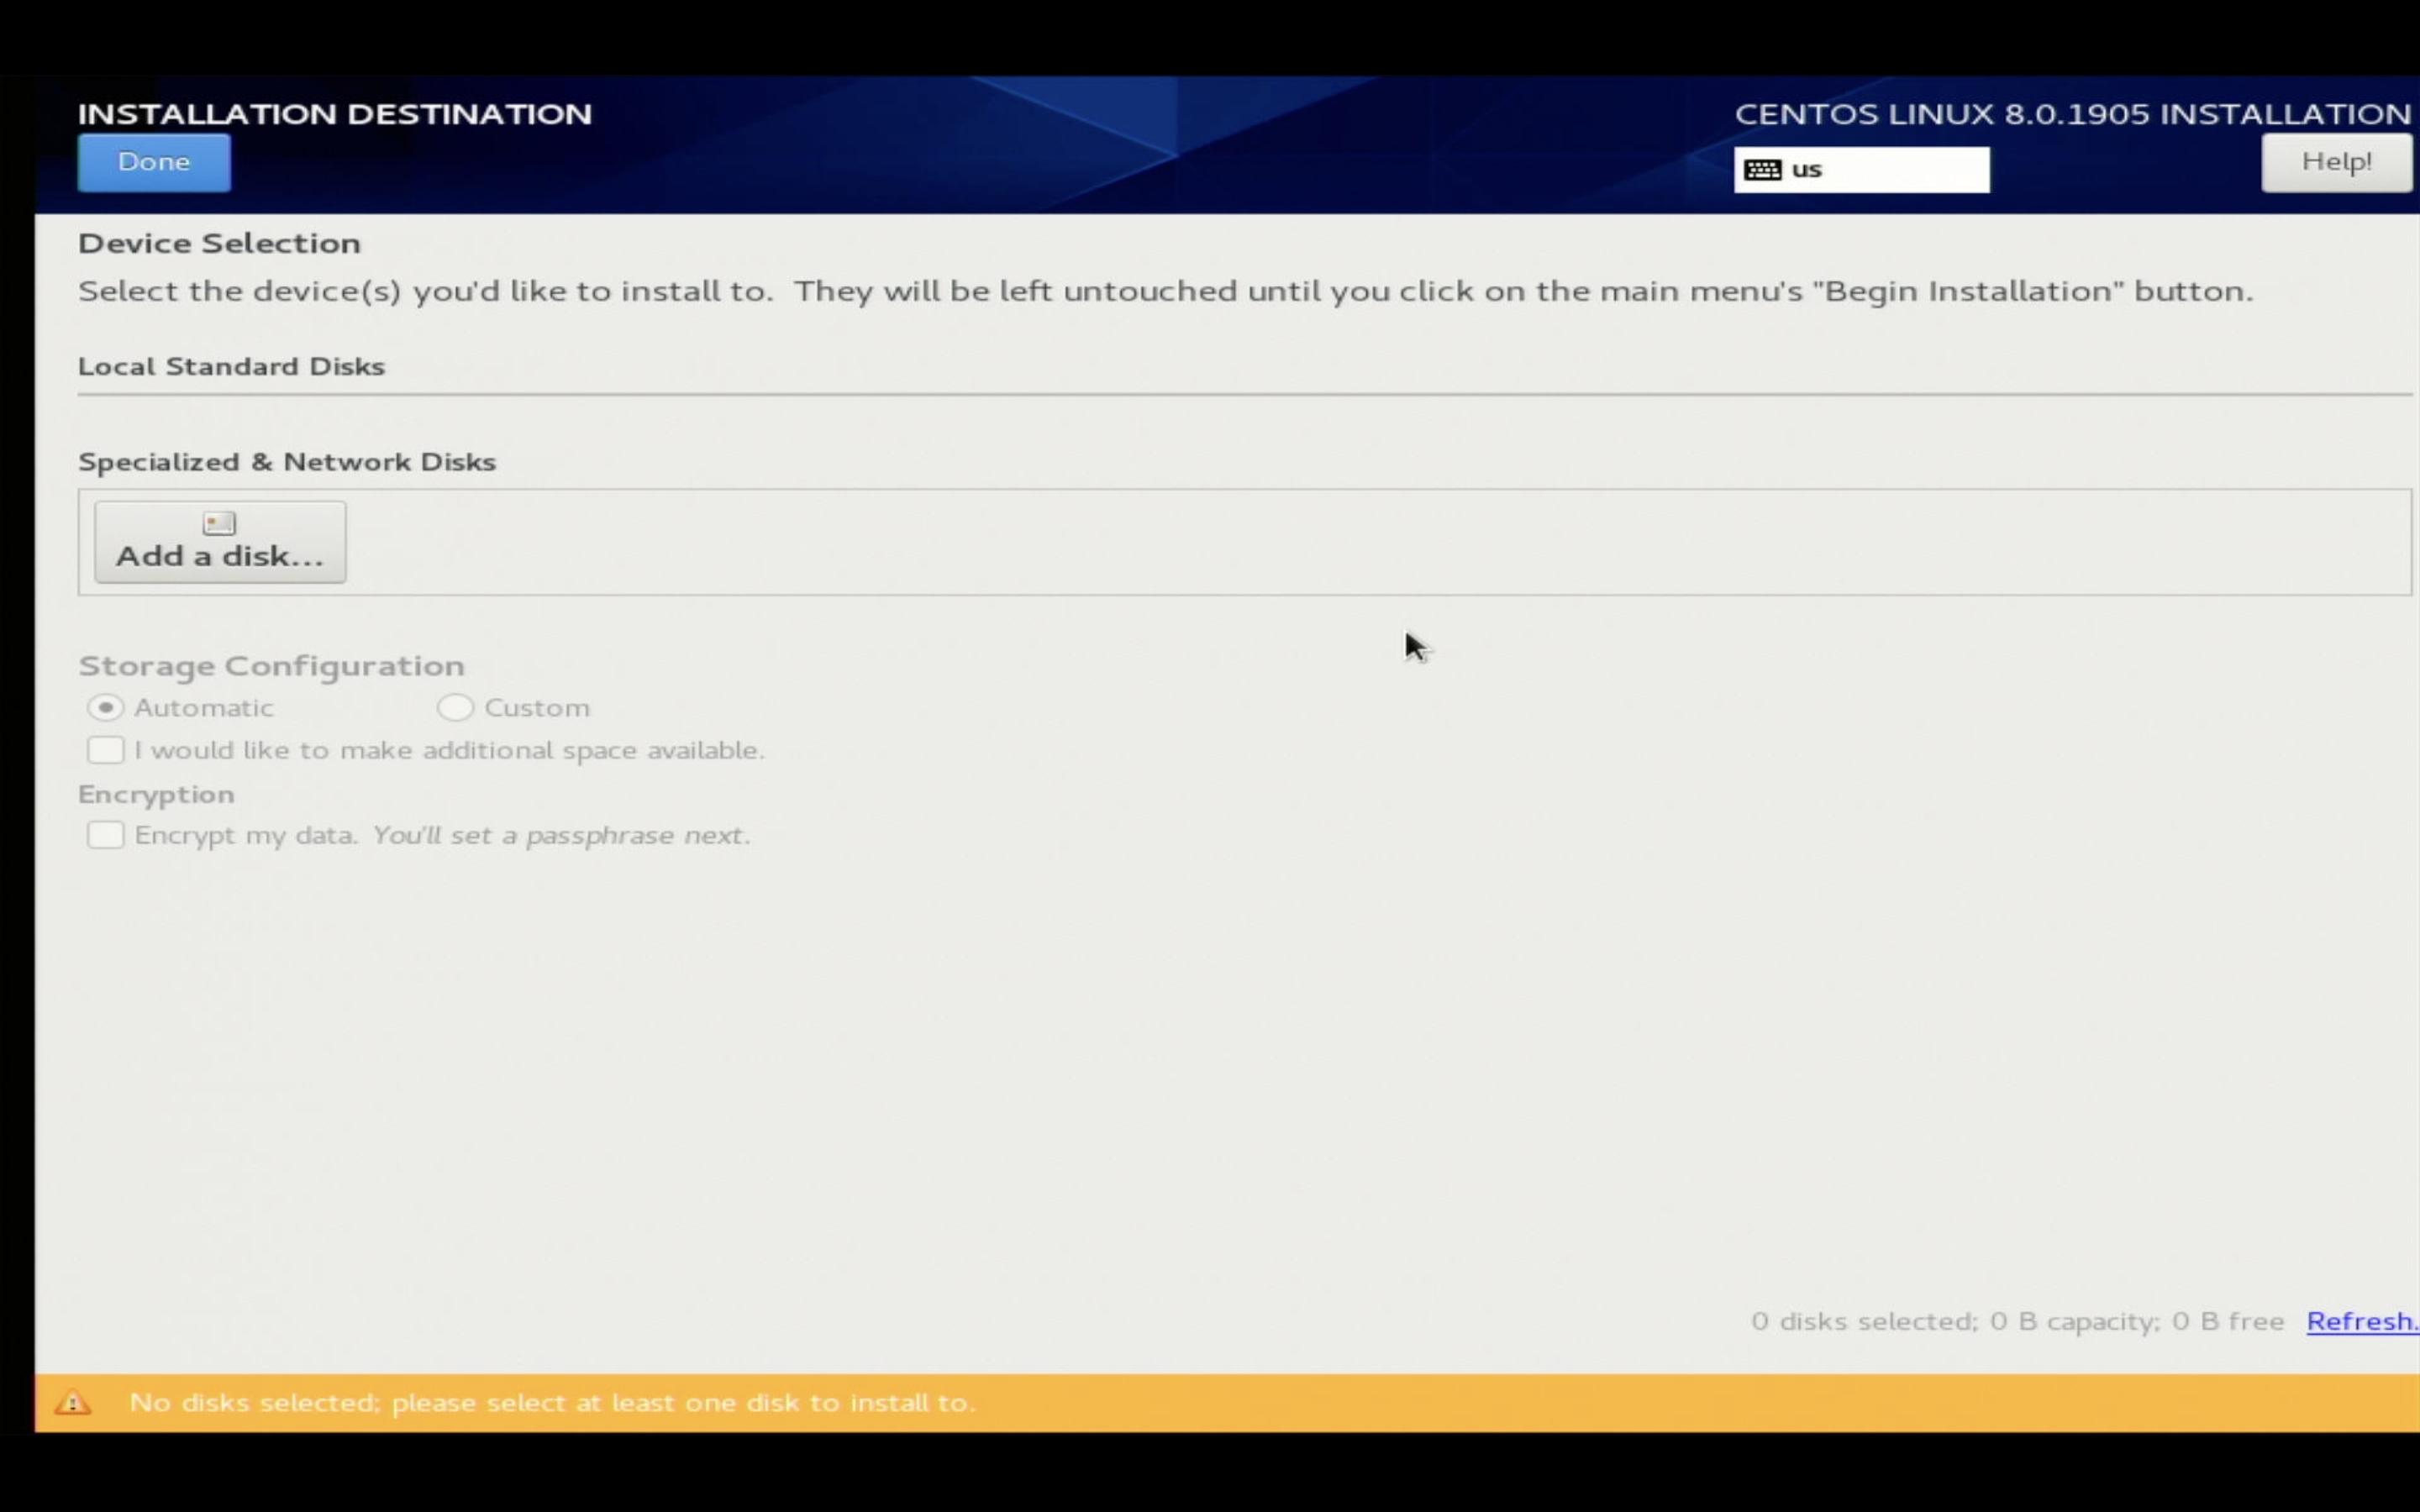 INSTALLATION DESTINATION
CENTOS LINUX 8.0.1905 INSTALLATION
Done
us
Help!
Device Selection
Select the device(s) you'd like to install to. They will be left untouched until you click on the main menu's "Begin Installation" button.
Local Standard Disks
Specialized & Network Disks
Add a disk...
Storage Configuration
Automatic
Custom
I would like to make additional space available.
Encryption
Encrypt my data. You'll set a passphrase next.
0 disks selected; 0 B capacity; 0 B free
Refresh.
No disks selected; please select at least one disk to install to.